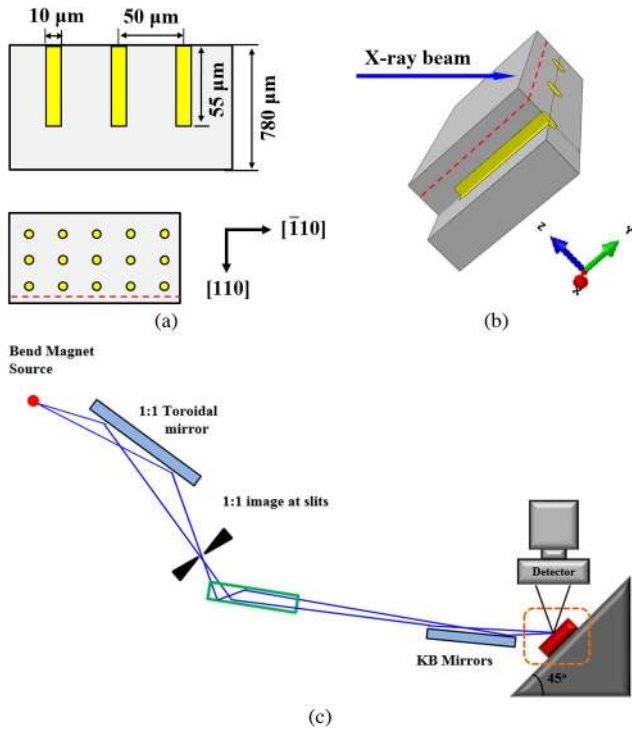 10 μm
50 μm
55 μm
780 μm
[1̄10]
[110]
(a)
X-ray beam
Z
Y
X
(b)
Bend Magnet
Source
1:1 Toroidal
mirror
1:1 image at slits
Detector
KB Mirrors
45°
(c)